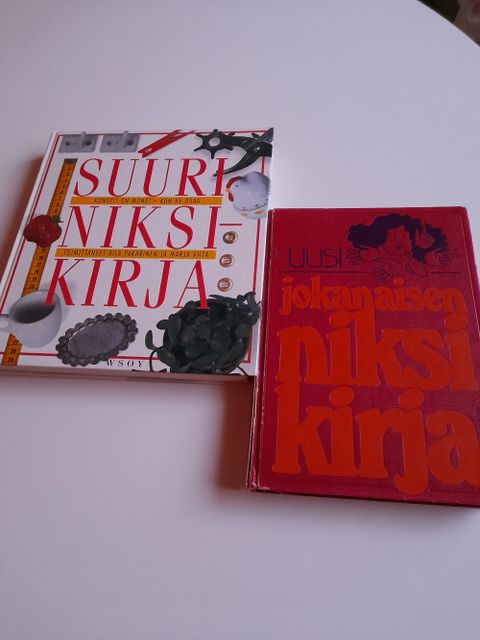 SUURI
KONSTIT ON MONET – KUN NE OSAA
NIKSI-
TOIMITTANEET ULLA PAKARINEN JA MARJA VIITA
KIRJA
WSOY
UUSI
jokanaisen
niksi
kirja